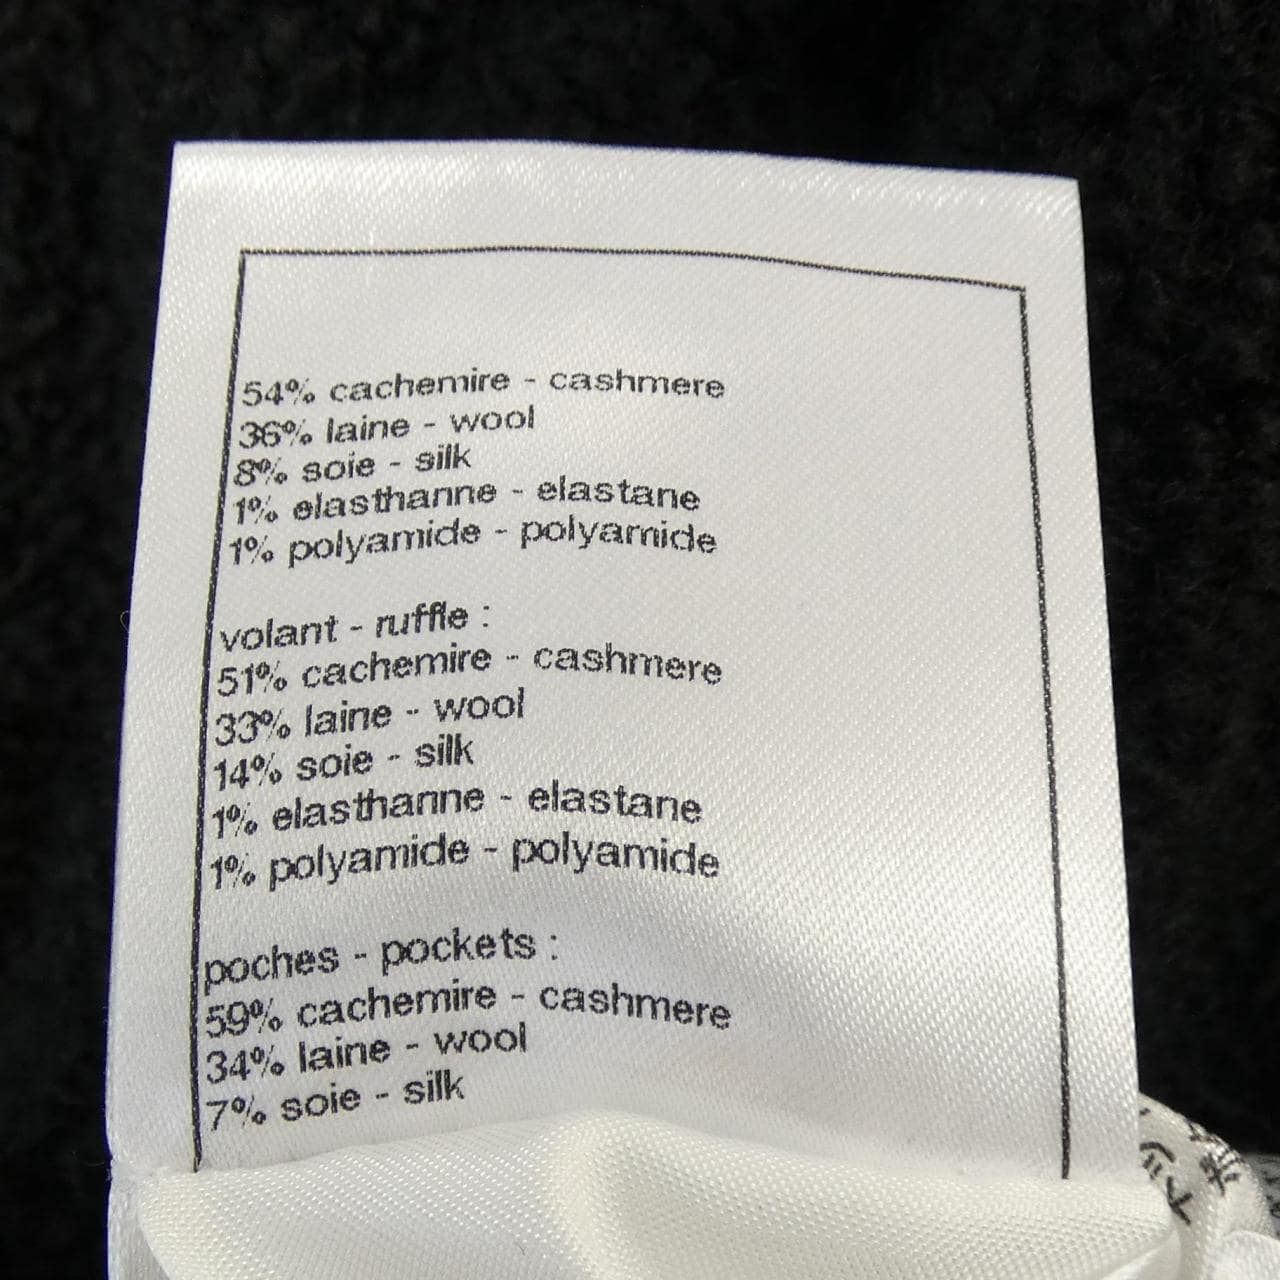 54% cachemire - cashmere
36% laine - wool
8% soie - silk
1% elasthanne - elastane
1% polyamide - polyamide
volant - ruffle :
51% cachemire - cashmere
33% laine - wool
14% soie - silk
1% elasthanne - elastane
1% polyamide - polyamide
poches - pockets :
59% cachemire - cashmere
34% laine - wool
7% soie - silk